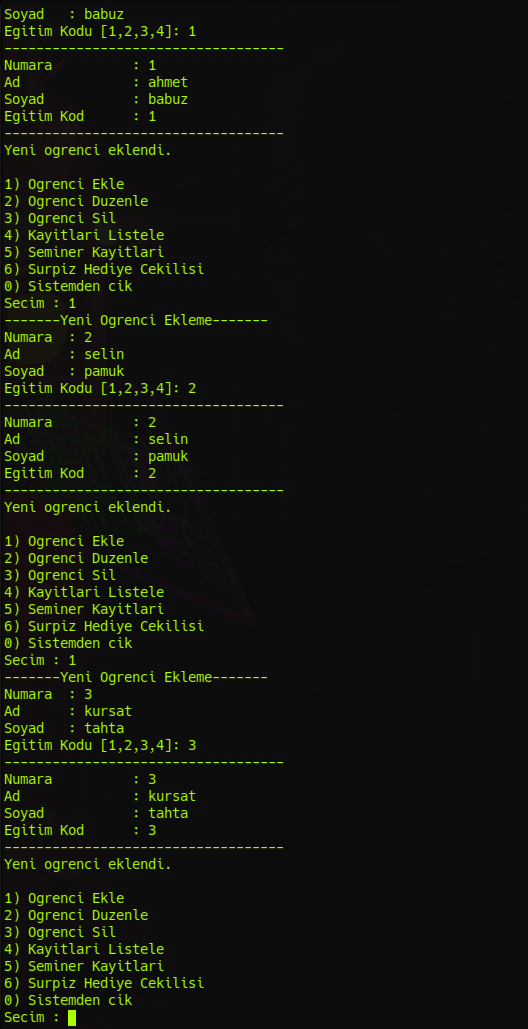 Soyad   : babuz
Egitim Kodu [1,2,3,4]: 1
-----------------------------------
Numara          : 1
Ad              : ahmet
Soyad           : babuz
Egitim Kod      : 1
-----------------------------------
Yeni ogrenci eklendi.

1) Ogrenci Ekle
2) Ogrenci Duzenle
3) Ogrenci Sil
4) Kayitlari Listele
5) Seminer Kayitlari
6) Surpiz Hediye Cekilisi
0) Sistemden cik
Secim : 1
-------Yeni Ogrenci Ekleme-------
Numara  : 2
Ad      : selin
Soyad   : pamuk
Egitim Kodu [1,2,3,4]: 2
-----------------------------------
Numara          : 2
Ad              : selin
Soyad           : pamuk
Egitim Kod      : 2
-----------------------------------
Yeni ogrenci eklendi.

1) Ogrenci Ekle
2) Ogrenci Duzenle
3) Ogrenci Sil
4) Kayitlari Listele
5) Seminer Kayitlari
6) Surpiz Hediye Cekilisi
0) Sistemden cik
Secim : 1
-------Yeni Ogrenci Ekleme-------
Numara  : 3
Ad      : kursat
Soyad   : tahta
Egitim Kodu [1,2,3,4]: 3
-----------------------------------
Numara          : 3
Ad              : kursat
Soyad           : tahta
Egitim Kod      : 3
-----------------------------------
Yeni ogrenci eklendi.

1) Ogrenci Ekle
2) Ogrenci Duzenle
3) Ogrenci Sil
4) Kayitlari Listele
5) Seminer Kayitlari
6) Surpiz Hediye Cekilisi
0) Sistemden cik
Secim :